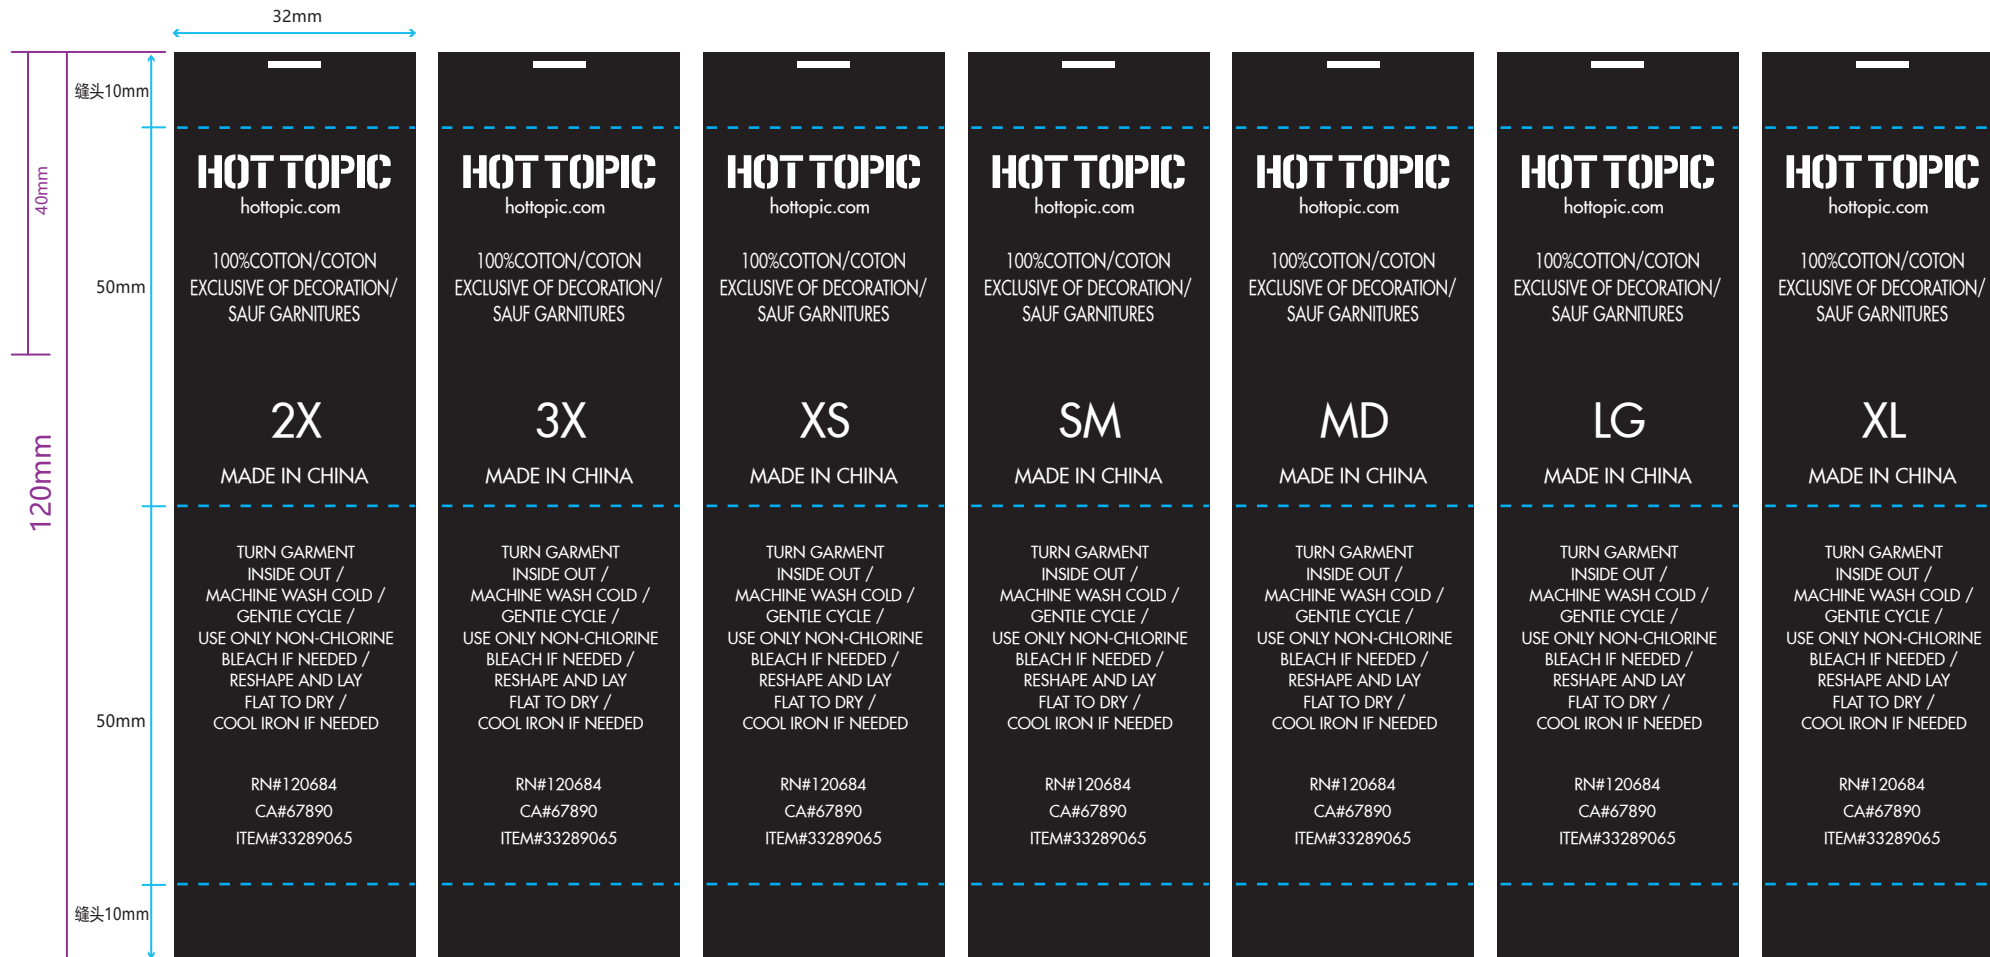 32mm
缝头10mm
40mm
50mm
120mm
50mm
缝头10mm
HOT TOPIC
hottopic.com
100%COTTON/COTON
EXCLUSIVE OF DECORATION/
SAUF GARNITURES
2X
MADE IN CHINA
TURN GARMENT
INSIDE OUT /
MACHINE WASH COLD /
GENTLE CYCLE /
USE ONLY NON-CHLORINE
BLEACH IF NEEDED /
RESHAPE AND LAY
FLAT TO DRY /
COOL IRON IF NEEDED
RN#120684
CA#67890
ITEM#33289065
HOT TOPIC
hottopic.com
100%COTTON/COTON
EXCLUSIVE OF DECORATION/
SAUF GARNITURES
3X
MADE IN CHINA
TURN GARMENT
INSIDE OUT /
MACHINE WASH COLD /
GENTLE CYCLE /
USE ONLY NON-CHLORINE
BLEACH IF NEEDED /
RESHAPE AND LAY
FLAT TO DRY /
COOL IRON IF NEEDED
RN#120684
CA#67890
ITEM#33289065
HOT TOPIC
hottopic.com
100%COTTON/COTON
EXCLUSIVE OF DECORATION/
SAUF GARNITURES
XS
MADE IN CHINA
TURN GARMENT
INSIDE OUT /
MACHINE WASH COLD /
GENTLE CYCLE /
USE ONLY NON-CHLORINE
BLEACH IF NEEDED /
RESHAPE AND LAY
FLAT TO DRY /
COOL IRON IF NEEDED
RN#120684
CA#67890
ITEM#33289065
HOT TOPIC
hottopic.com
100%COTTON/COTON
EXCLUSIVE OF DECORATION/
SAUF GARNITURES
SM
MADE IN CHINA
TURN GARMENT
INSIDE OUT /
MACHINE WASH COLD /
GENTLE CYCLE /
USE ONLY NON-CHLORINE
BLEACH IF NEEDED /
RESHAPE AND LAY
FLAT TO DRY /
COOL IRON IF NEEDED
RN#120684
CA#67890
ITEM#33289065
HOT TOPIC
hottopic.com
100%COTTON/COTON
EXCLUSIVE OF DECORATION/
SAUF GARNITURES
MD
MADE IN CHINA
TURN GARMENT
INSIDE OUT /
MACHINE WASH COLD /
GENTLE CYCLE /
USE ONLY NON-CHLORINE
BLEACH IF NEEDED /
RESHAPE AND LAY
FLAT TO DRY /
COOL IRON IF NEEDED
RN#120684
CA#67890
ITEM#33289065
HOT TOPIC
hottopic.com
100%COTTON/COTON
EXCLUSIVE OF DECORATION/
SAUF GARNITURES
LG
MADE IN CHINA
TURN GARMENT
INSIDE OUT /
MACHINE WASH COLD /
GENTLE CYCLE /
USE ONLY NON-CHLORINE
BLEACH IF NEEDED /
RESHAPE AND LAY
FLAT TO DRY /
COOL IRON IF NEEDED
RN#120684
CA#67890
ITEM#33289065
HOT TOPIC
hottopic.com
100%COTTON/COTON
EXCLUSIVE OF DECORATION/
SAUF GARNITURES
XL
MADE IN CHINA
TURN GARMENT
INSIDE OUT /
MACHINE WASH COLD /
GENTLE CYCLE /
USE ONLY NON-CHLORINE
BLEACH IF NEEDED /
RESHAPE AND LAY
FLAT TO DRY /
COOL IRON IF NEEDED
RN#120684
CA#67890
ITEM#33289065